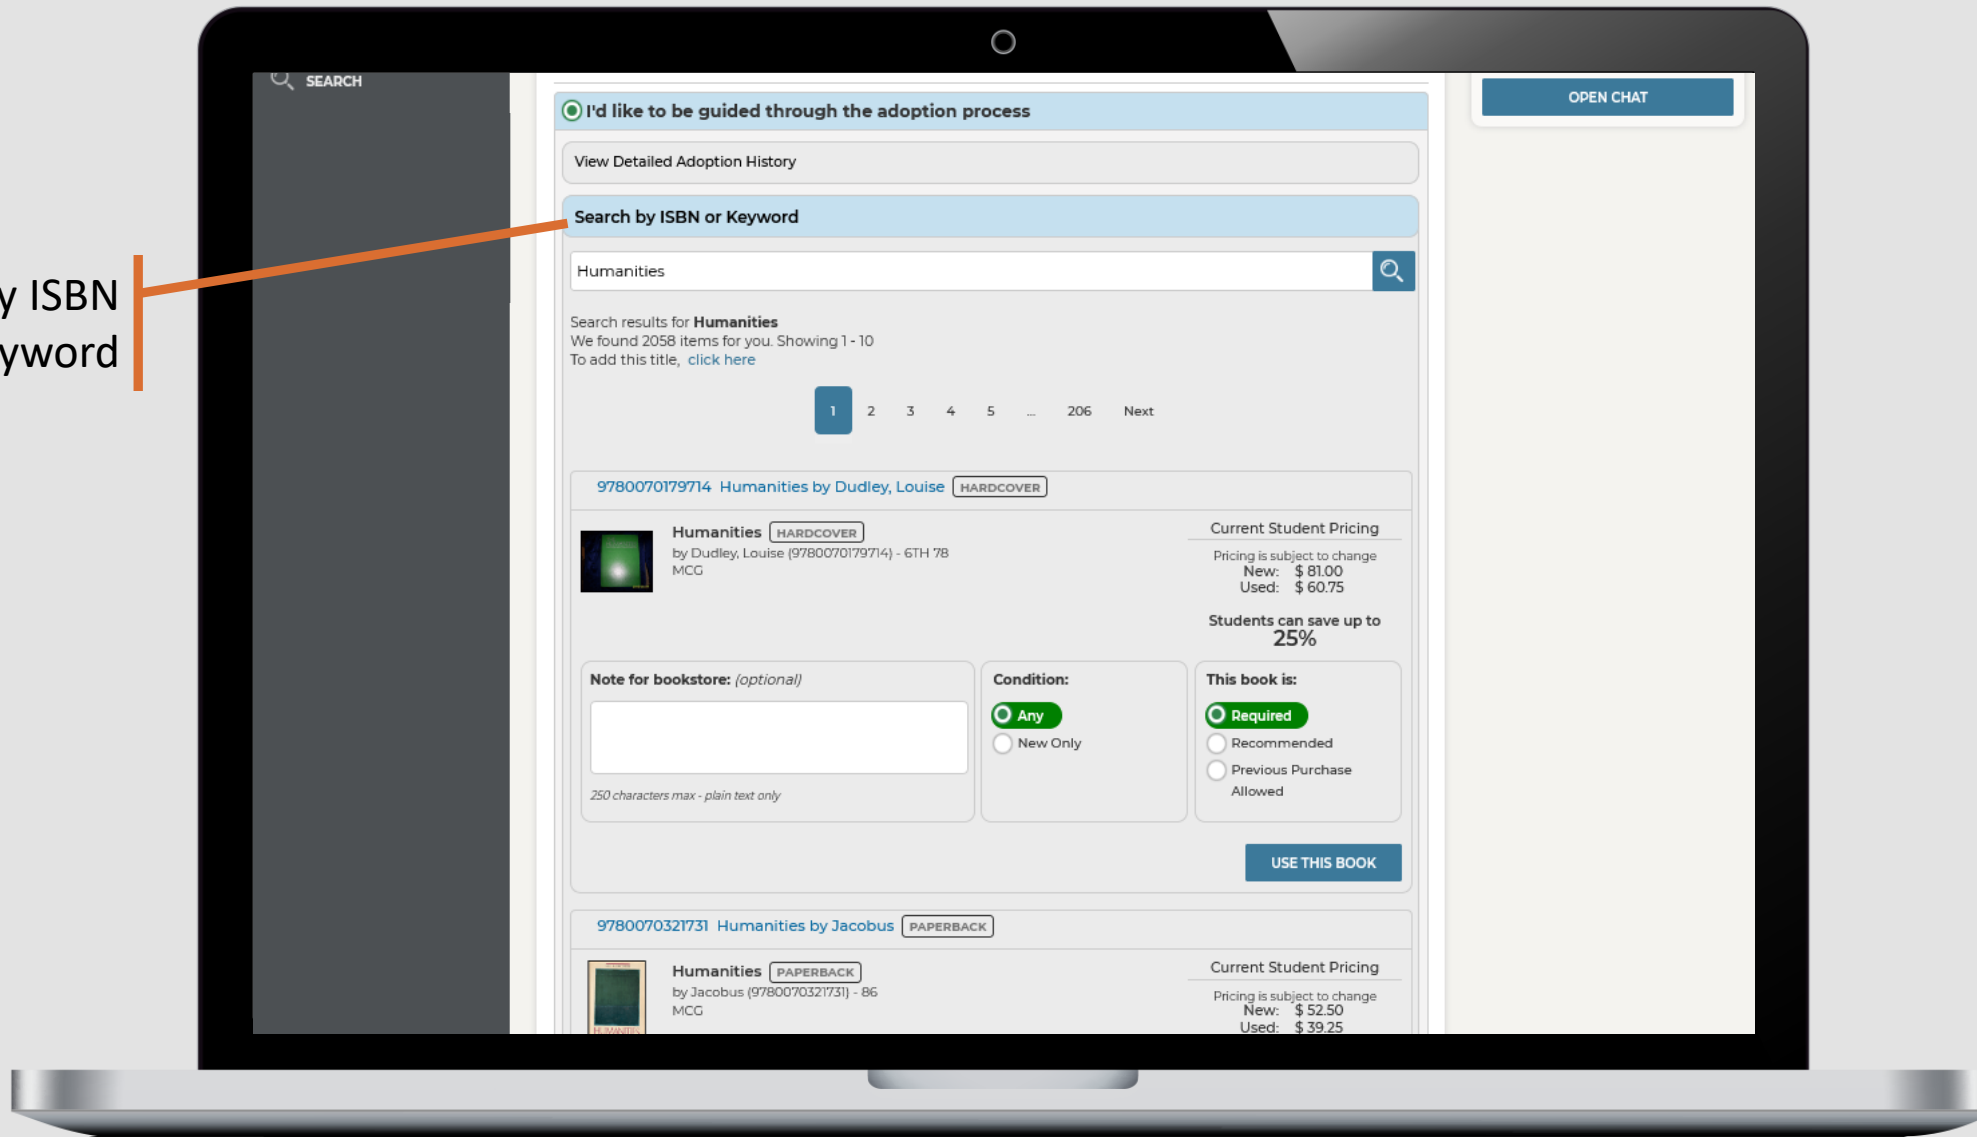 SEARCH
OPEN CHAT
I'd like to be guided through the adoption process
View Detailed Adoption History
Search by ISBN or Keyword
y ISBN
yword
Humanities
Search results for Humanities
We found 2058 items for you. Showing 1 - 10
To add this title, click here
1 2 3 4 5 ... 206 Next
9780070179714 Humanities by Dudley, Louise HARDCOVER
Humanities HARDCOVER
by Dudley, Louise (9780070179714) - 6TH 78
MCG
Current Student Pricing
Pricing is subject to change
New: $ 81.00
Used: $ 60.75
Students can save up to
25%
Note for bookstore: (optional)
250 characters max - plain text only
Condition:
Any
New Only
This book is:
Required
Recommended
Previous Purchase
Allowed
USE THIS BOOK
9780070321731 Humanities by Jacobus PAPERBACK
Humanities PAPERBACK
by Jacobus (9780070321731) - 86
MCG
HUMANITIES
Current Student Pricing
Pricing is subject to change
New: $ 52.50
Used: $ 39.25